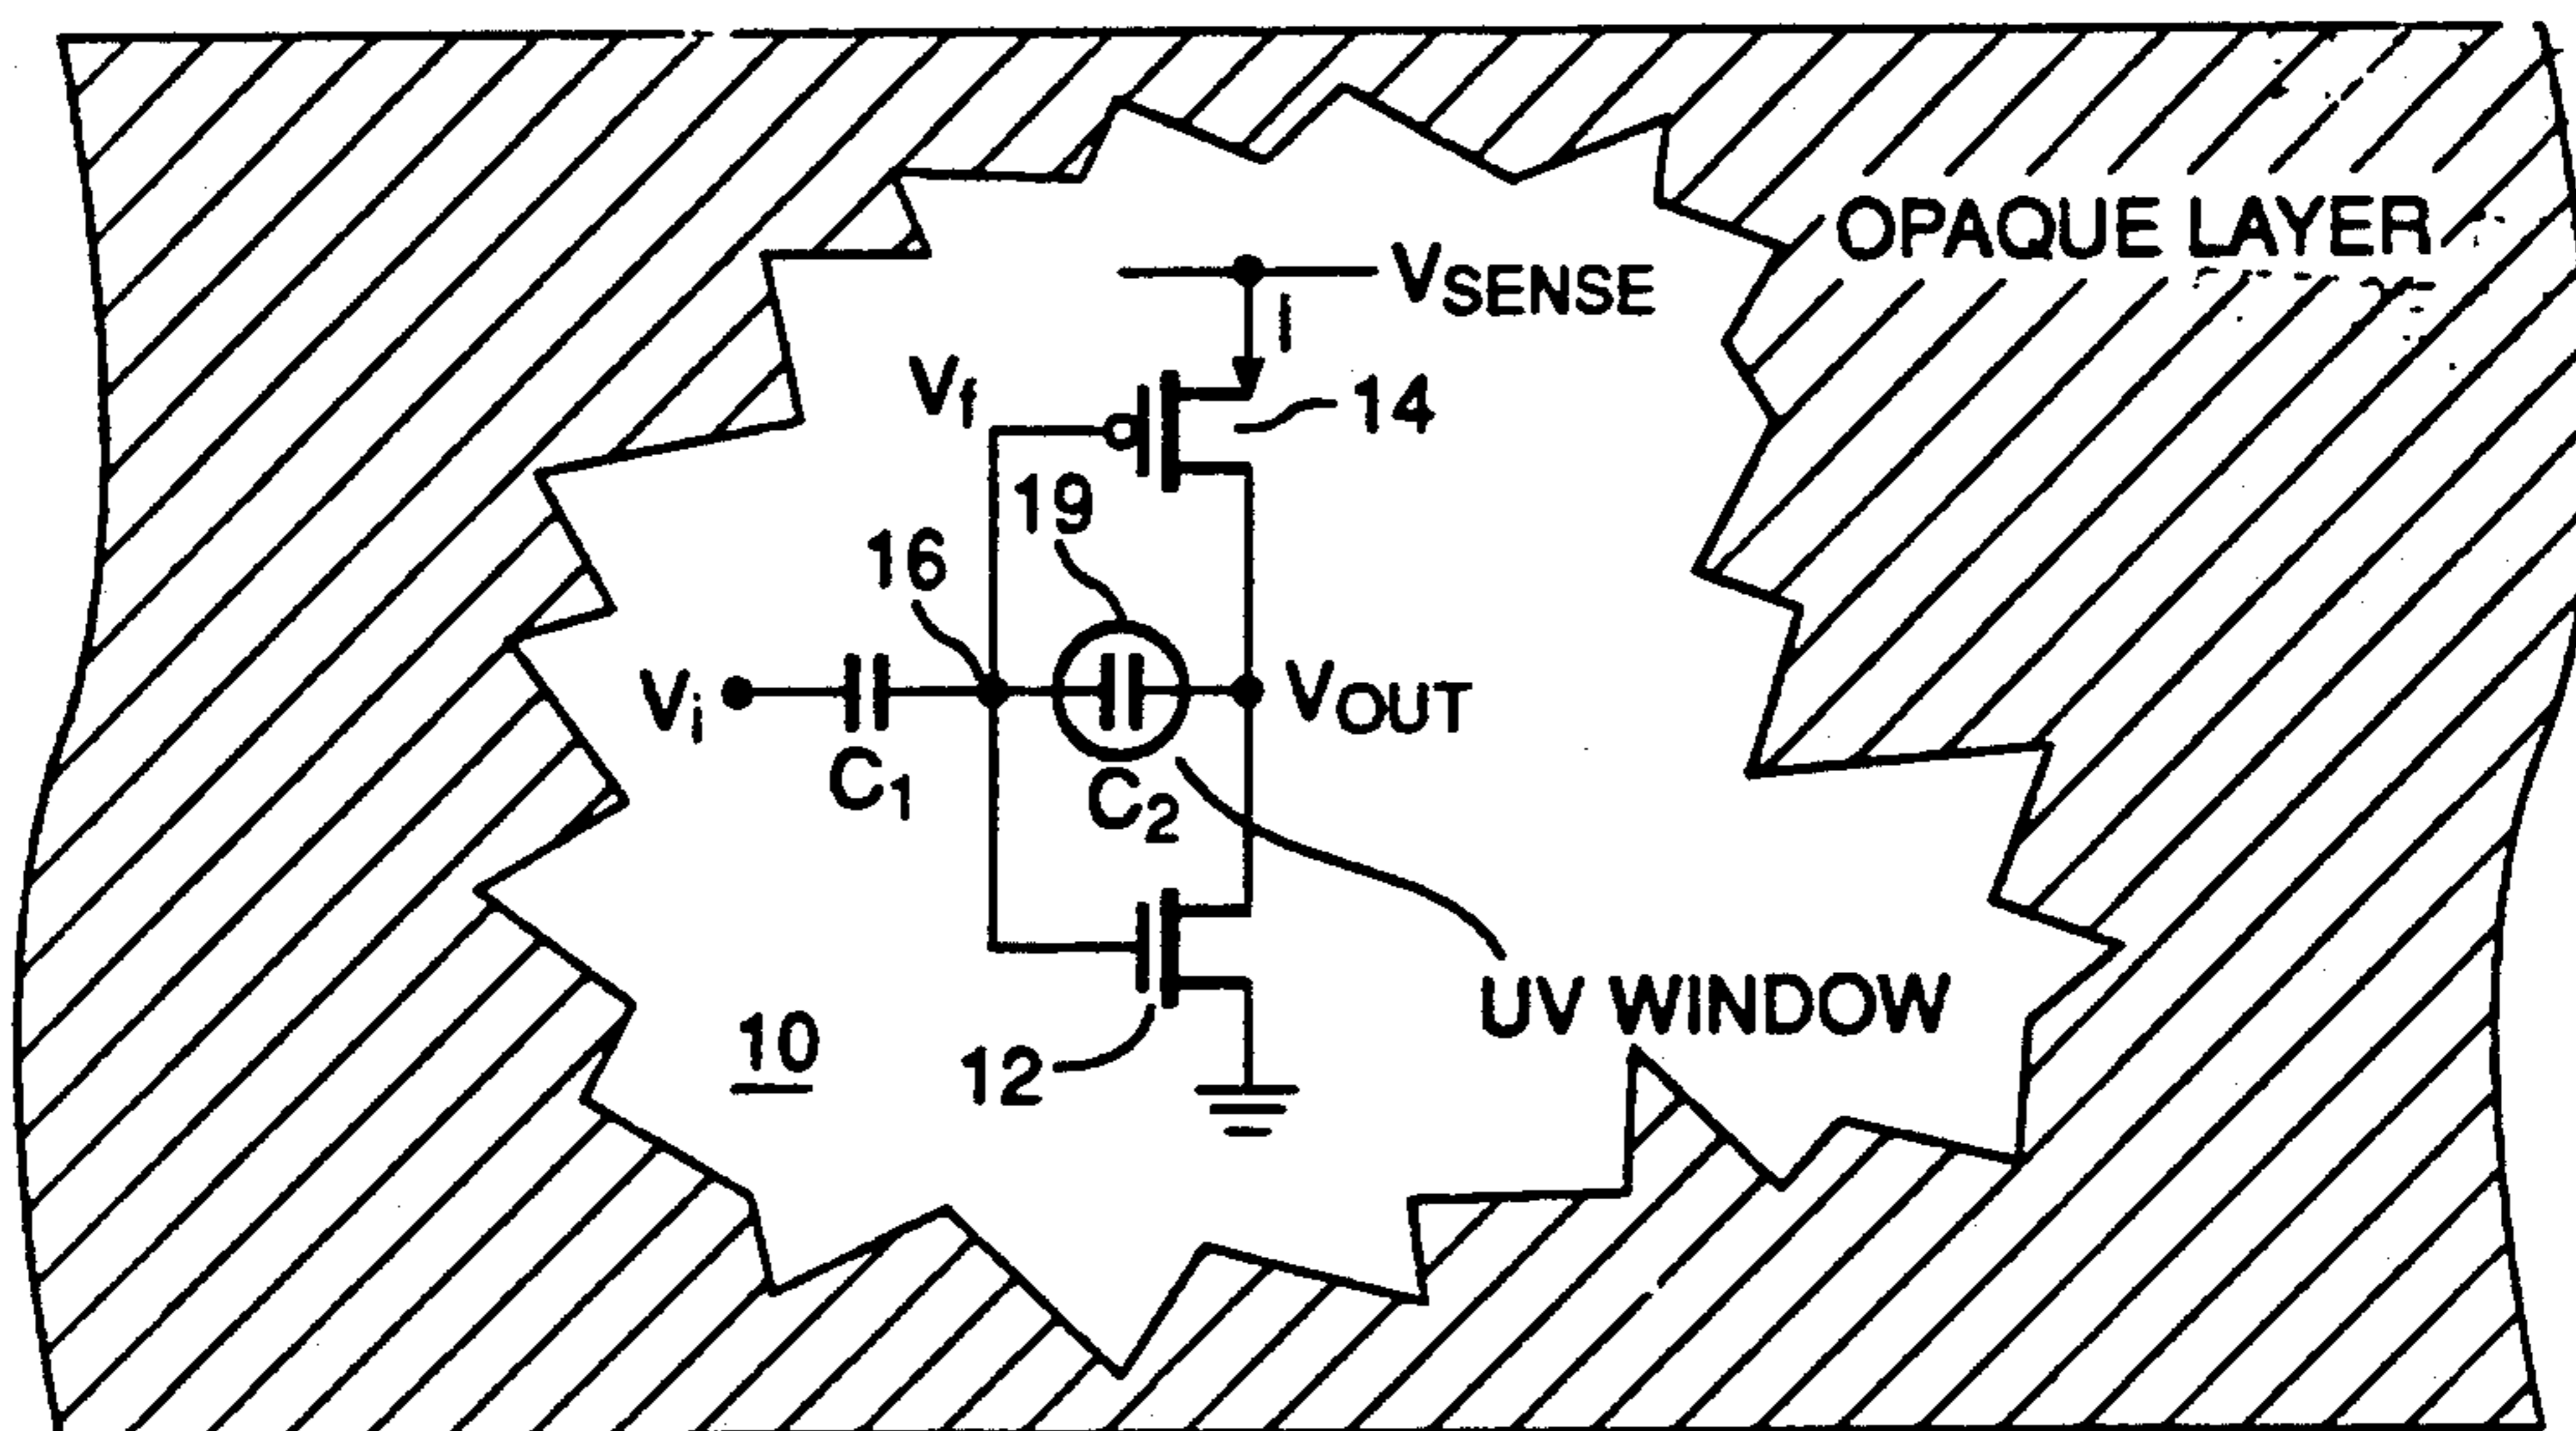 OPAQUE LAYER
VSENSE
I
Vf
14
19
16
Vi
VOUT
C1
C2
UV WINDOW
10
12